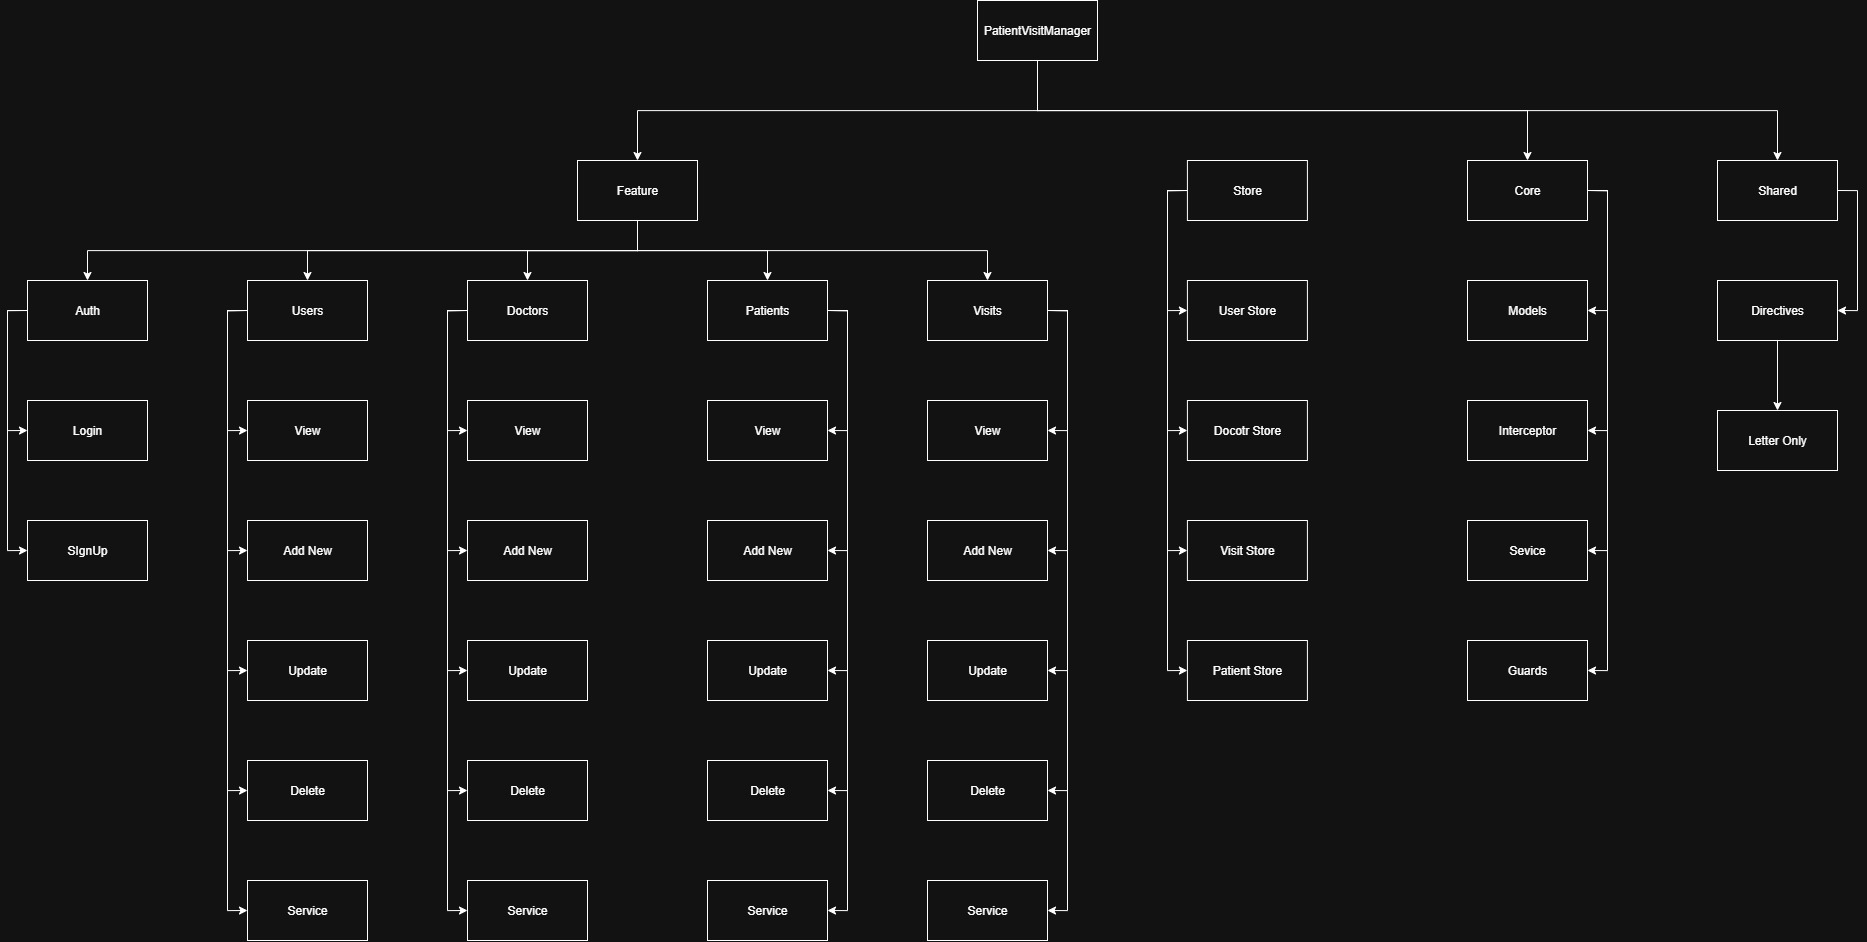 PatientVisitManager
Feature
Store
Core
Shared
Auth
Users
Doctors
Patients
Visits
User Store
Models
Directives
Login
View
View
View
View
Docotr Store
Interceptor
Letter Only
SIgnUp
Add New
Add New
Add New
Add New
Visit Store
Sevice
Update
Update
Update
Update
Patient Store
Guards
Delete
Delete
Delete
Delete
Service
Service
Service
Service